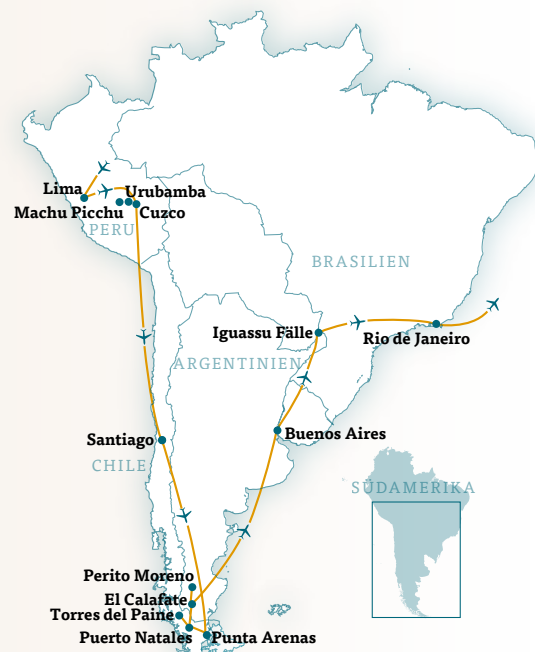 Lima
Urubamba
Machu Picchu
Cuzco
PERU
BRASILIEN
Iguassu Fälle
Rio de Janeiro
ARGENTINIEN
Santiago
Buenos Aires
CHILE
SÜDAMERIKA
Perito Moreno
El Calafate
Torres del Paine
Puerto Natales
Punta Arenas